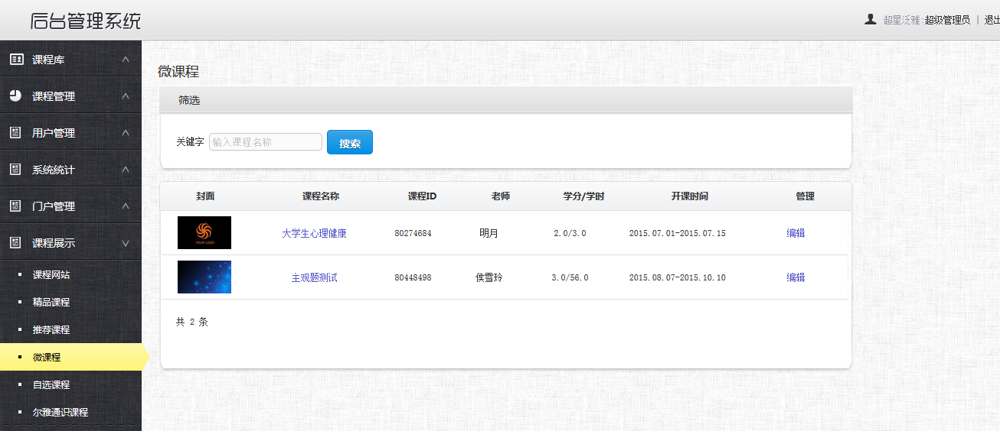 后台管理系统
超星泛雅:超级管理员 | 退出
课程库
课程管理
用户管理
系统统计
门户管理
课程展示
课程网站
精品课程
推荐课程
微课程
自选课程
尔雅通识课程
微课程
筛选
关键字 输入课程名称 搜索
封面 课程名称 课程ID 老师 学分/学时 开课时间 管理
YOUR LOGO 大学生心理健康 80274684 明月 2.0/3.0 2015.07.01-2015.07.15 编辑
主观题测试 80448498 侯雪玲 3.0/56.0 2015.08.07-2015.10.10 编辑
共 2 条